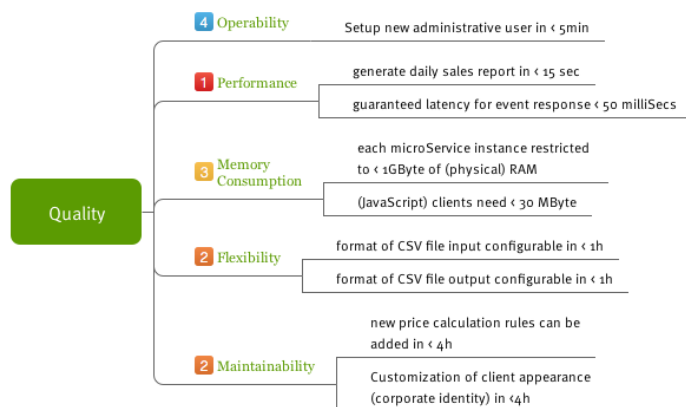 4 Operability
Setup new administrative user in < 5min
1 Performance
generate daily sales report in < 15 sec
guaranteed latency for event response < 50 milliSecs
3 Memory
Consumption
each microService instance restricted
to < 1GByte of (physical) RAM
(JavaScript) clients need < 30 MByte
Quality
2 Flexibility
format of CSV file input configurable in < 1h
format of CSV file output configurable in < 1h
2 Maintainability
new price calculation rules can be
added in < 4h
Customization of client appearance
(corporate identity) in <4h